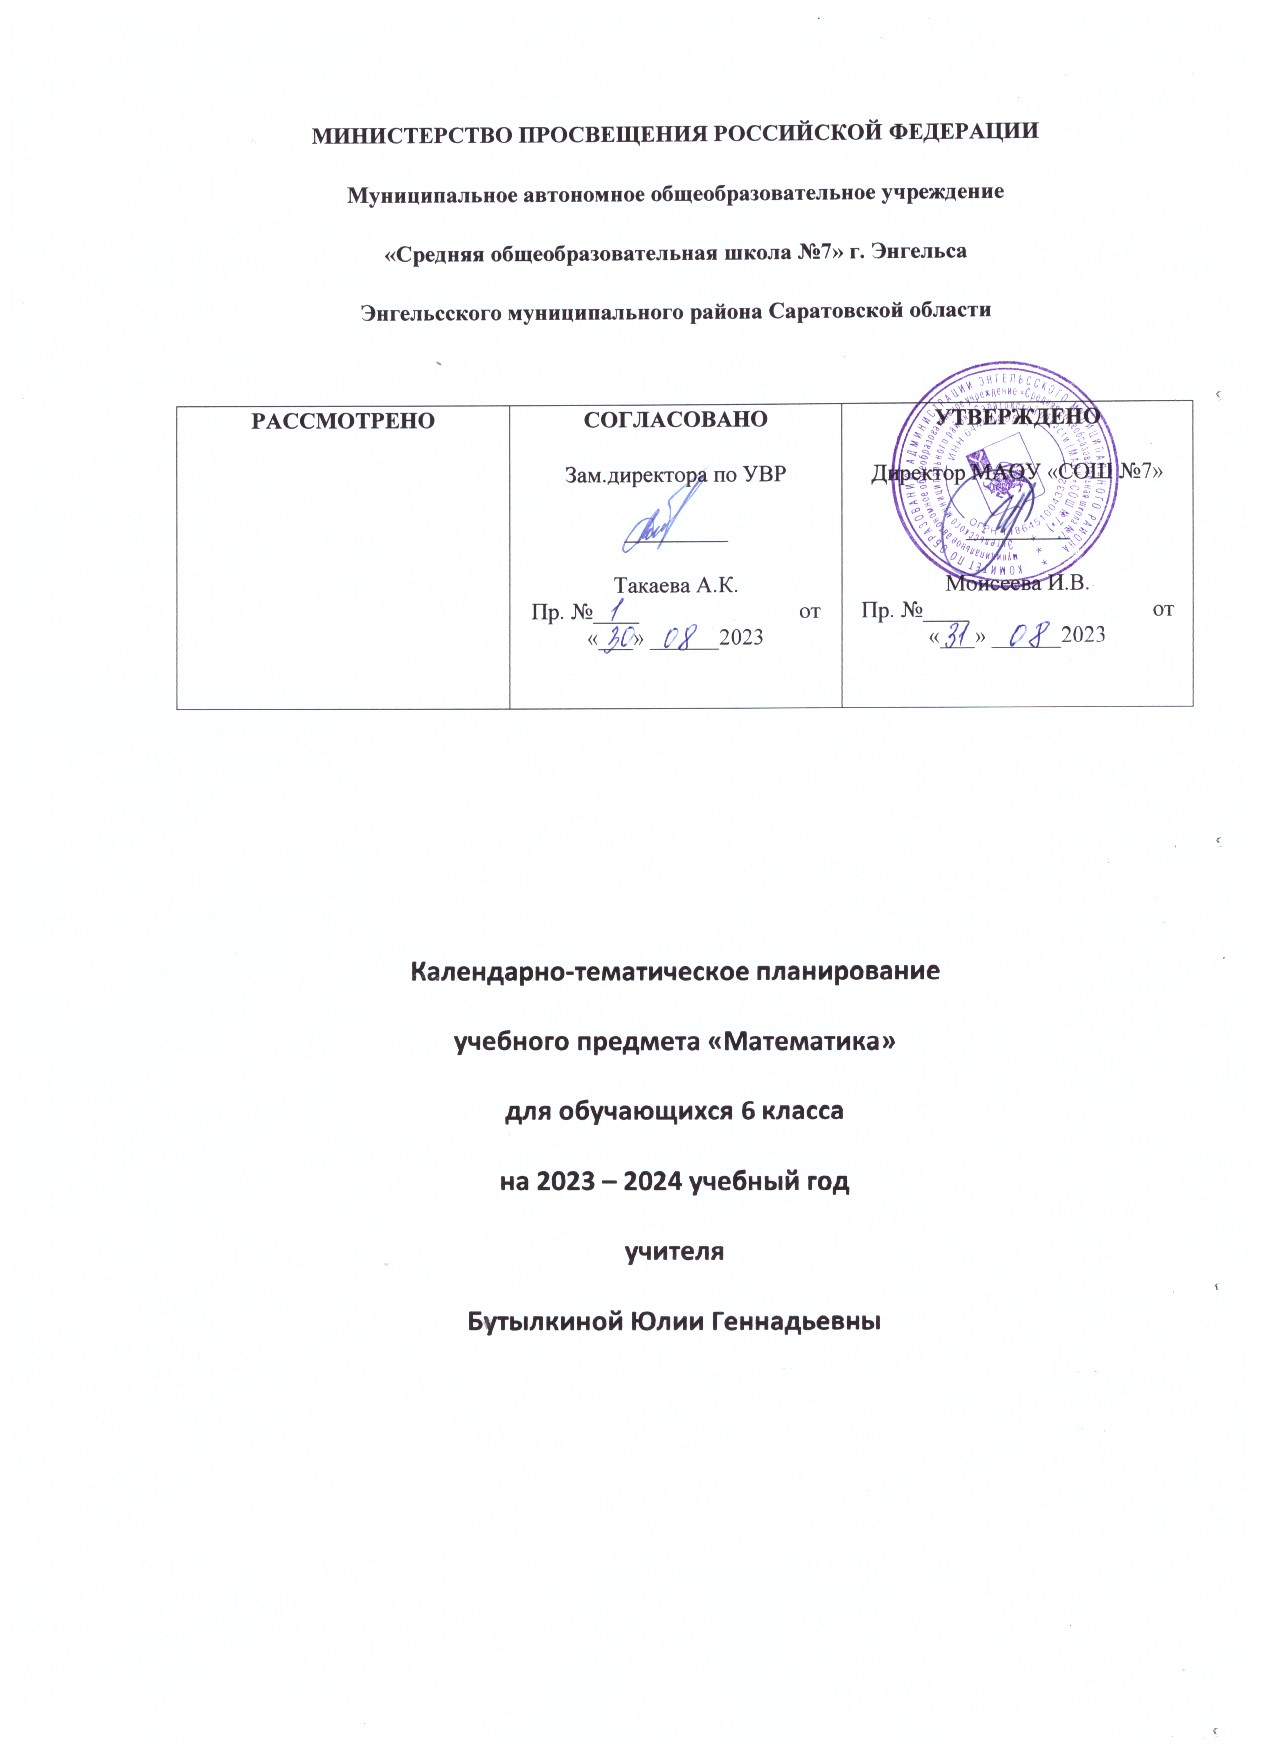 МИНИСТЕРСТВО ПРОСВЕЩЕНИЯ РОССИЙСКОЙ ФЕДЕРАЦИИ
Муниципальное автономное общеобразовательное учреждение
«Средняя общеобразовательная школа №7» г. Энгельса
Энгельсского муниципального района Саратовской области
РАССМОТРЕНО
СОГЛАСОВАНО
Зам.директора по УВР
Такаева А.К.
Пр. № 1 от
«30» 08 2023
УТВЕРЖДЕНО
Директор МАОУ «СОШ №7»
Моисеева И.В.
Пр. №____ от
«31» 08 2023
Календарно-тематическое планирование
учебного предмета «Математика»
для обучающихся 6 класса
на 2023 – 2024 учебный год
учителя
Бутылкиной Юлии Геннадьевны